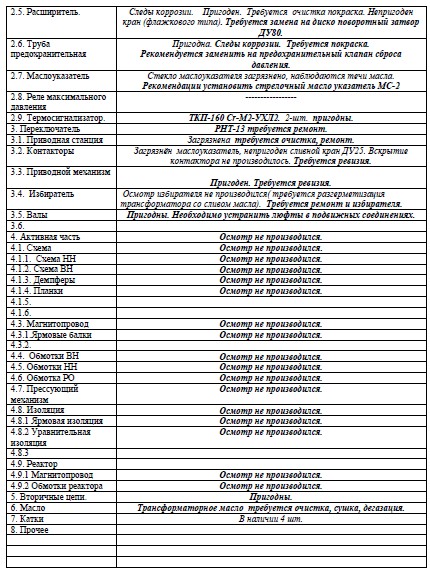 2.5. Расширитель. Следы коррозии. Пригоден. Требуется очистка покраска. Непригоден
кран (флажкового типа). Требуется замена на диско поворотный затвор
ДУ80.
2.6. Труба Пригодна. Следы коррозии. Требуется покраска.
предохранительная Рекомендуется заменить на предохранительный клапан сброса
давления.
2.7. Маслоуказатель Стекло маслоуказателя загрязнено, наблюдаются течи масла.
Рекомендации установить стрелочный масло указатель МС-2
2.8. Реле максимального -----------------
давления
2.9. Термосигнализатор. ТКП-160 Сг-М2-УХЛ2. 2-шт. пригодны.
3. Переключатель РНТ-13 требуется ремонт.
3.1. Приводная станция Загрязнена требуется очистка, ремонт.
3.2. Контакторы Загрязнён маслоуказатель, непригоден сливной кран ДУ25. Вскрытие
контактора не производилось. Требуется ревизия.
3.3. Приводной механизм
Пригоден. Требуется ревизия.
3.4. Избиратель Осмотр избирателя не производился( требуется разгерметизация
трансформатора со сливом масла). Требуется ремонт и избирателя.
3.5. Валы Пригодны. Необходимо устранить люфты в подвижных соединениях.
3.6.
4. Активная часть Осмотр не производился.
4.1. Схема Осмотр не производился.
4.1.1. Схема НН Осмотр не производился.
4.1.2. Схема ВН Осмотр не производился.
4.1.3. Демпферы Осмотр не производился.
4.1.4. Планки Осмотр не производился.
4.1.5.
4.1.6.
4.3. Магнитопровод Осмотр не производился.
4.3.1.Ярмовые балки Осмотр не производился.
4.3.2.
4.4. Обмотки ВН Осмотр не производился.
4.5. Обмотки НН Осмотр не производился.
4.6. Обмотка РО Осмотр не производился.
4.7. Прессующий Осмотр не производился.
механизм
4.8. Изоляция Осмотр не производился.
4.8.1 Ярмовая изоляция Осмотр не производился.
4.8.2 Уравнительная Осмотр не производился.
изоляция
4.8.3
4.9. Реактор
4.9.1 Магнитопровод Осмотр не производился.
4.9.2 Обмотки реактора Осмотр не производился.
5. Вторичные цепи. Пригодны.
6. Масло Трансформаторное масло требуется очистка, сушка, дегазация.
7. Катки В наличии 4 шт.
8. Прочее